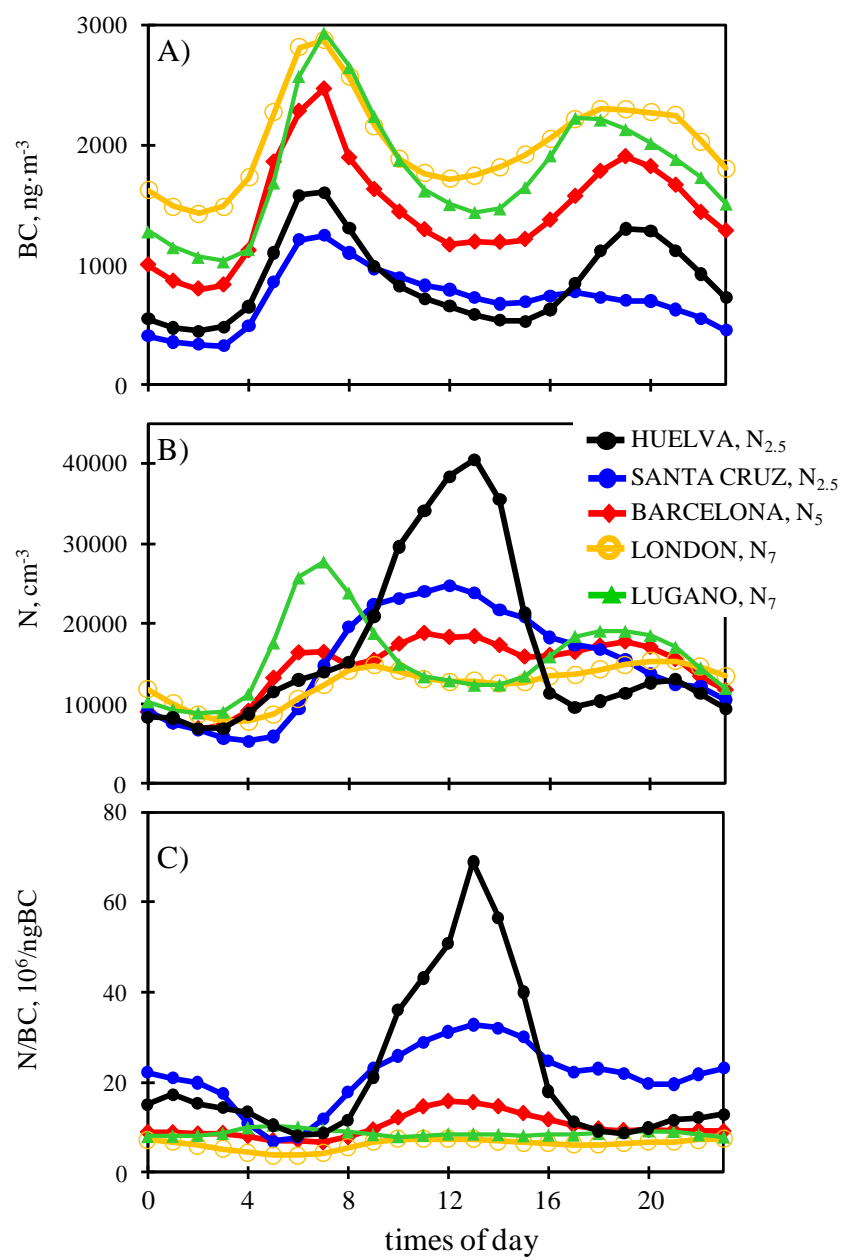 3000
A)
2000
BC, ng·m⁻³
1000
0
B)
HUELVA, N₂.₅
40000
SANTA CRUZ, N₂.₅
BARCELONA, N₅
30000
LONDON, N₇
N, cm⁻³
LUGANO, N₇
20000
10000
0
80
C)
60
N/BC, 10⁶/ngBC
40
20
0
0 4 8 12 16 20
times of day